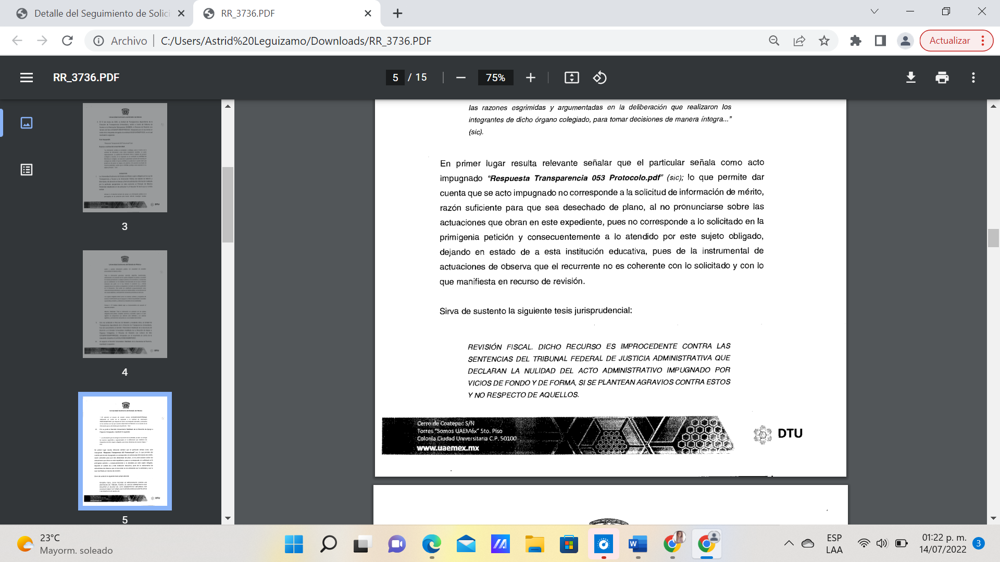 Detalle del Seguimiento de Solici
RR_3736.PDF
Archivo
C:/Users/Astrid%20Leguizamo/Downloads/RR_3736.PDF
Actualizar
RR_3736.PDF
5 / 15
75%
3
4
5
las razones esgrimidas y argumentadas en la deliberación que realizaron los
integrantes de dicho órgano colegiado, para tomar decisiones de manera íntegra..."
(sic).
En primer lugar resulta relevante señalar que el particular señala como acto
impugnado "Respuesta Transparencia 053 Protocolo.pdf" (sic); lo que permite dar
cuenta que se acto impugnado no corresponde a la solicitud de información de mérito,
razón suficiente para que sea desechado de plano, al no pronunciarse sobre las
actuaciones que obran en este expediente, pues no corresponde a lo solicitado en la
primigenia petición y consecuentemente a lo atendido por este sujeto obligado,
dejando en estado de a esta institución educativa, pues de la instrumental de
actuaciones de observa que el recurrente no es coherente con lo solicitado y con lo
que manifiesta en recurso de revisión.
Sirva de sustento la siguiente tesis jurisprudencial:
REVISIÓN FISCAL. DICHO RECURSO ES IMPROCEDENTE CONTRA LAS
SENTENCIAS DEL TRIBUNAL FEDERAL DE JUSTICIA ADMINISTRATIVA QUE
DECLARAN LA NULIDAD DEL ACTO ADMINISTRATIVO IMPUGNADO POR
VICIOS DE FONDO Y DE FORMA, SI SE PLANTEAN AGRAVIOS CONTRA ESTOS
Y NO RESPECTO DE AQUELLOS.
Cerro de Coatepec S/N
Torres "Somos UAEMéx" 5to. Piso
Colonia Ciudad Universitaria C.P. 50100
www.uaemex.mx
DTU
23°C
Mayorm. soleado
ESP
LAA
01:22 p. m.
14/07/2022
3